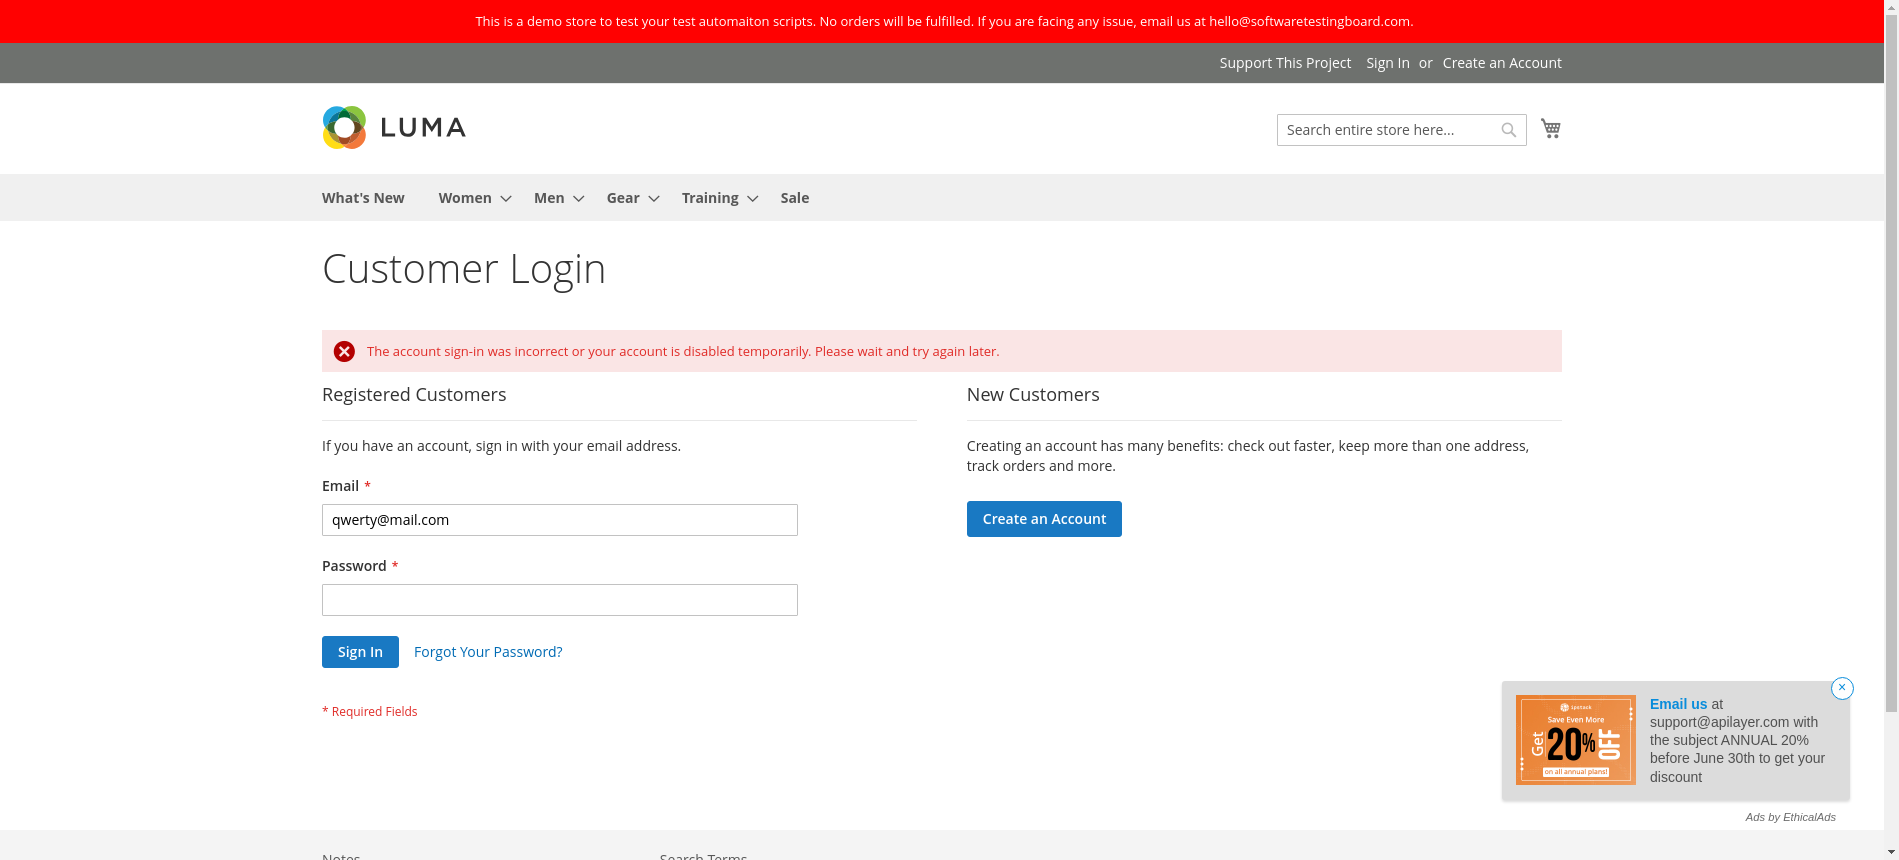 This is a demo store to test your test automaiton scripts. No orders will be fulfilled. If you are facing any issue, email us at hello@softwaretestingboard.com.
Support This Project Sign In or Create an Account
LUMA
Search entire store here...
What's New Women Men Gear Training Sale
Customer Login
The account sign-in was incorrect or your account is disabled temporarily. Please wait and try again later.
Registered Customers
If you have an account, sign in with your email address.
Email *
qwerty@mail.com
Password *
Sign In Forgot Your Password?
* Required Fields
New Customers
Creating an account has many benefits: check out faster, keep more than one address,
track orders and more.
Create an Account
zpstack
Save Even More
Get 20% OFF
on all annual plans!
Email us at
support@apilayer.com with
the subject ANNUAL 20%
before June 30th to get your
discount
Ads by EthicalAds
Notes
Search Terms